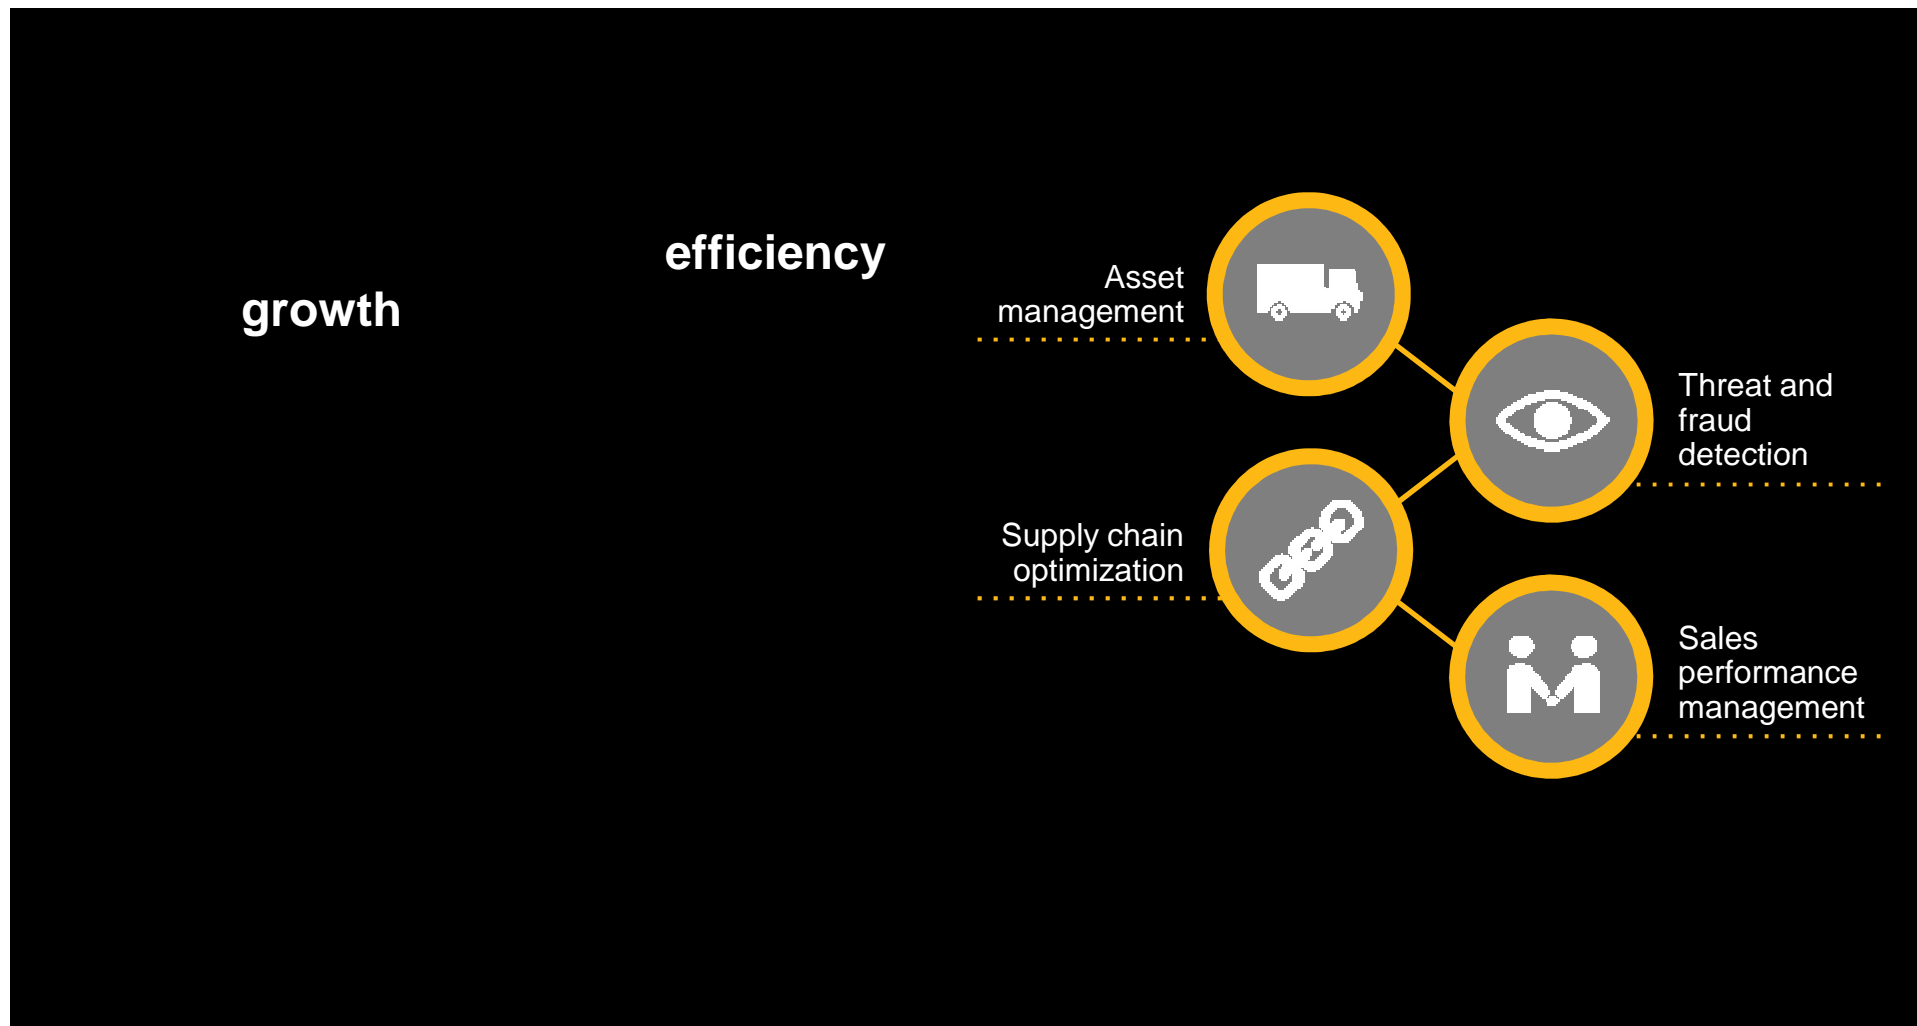 efficiency
growth
Asset
management
Threat and
fraud
detection
Supply chain
optimization
Sales
performance
management